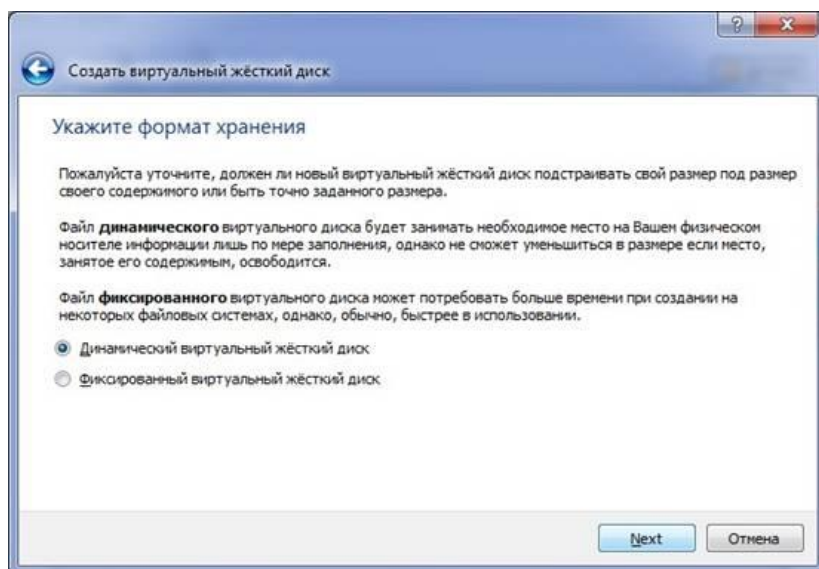 ?
Создать виртуальный жёсткий диск
Укажите формат хранения
Пожалуйста уточните, должен ли новый виртуальный жёсткий диск подстраивать свой размер под размер
своего содержимого или быть точно заданного размера.
Файл динамического виртуального диска будет занимать необходимое место на Вашем физическом
носителе информации лишь по мере заполнения, однако не сможет уменьшиться в размере если место,
занятое его содержимым, освободится.
Файл фиксированного виртуального диска может потребовать больше времени при создании на
некоторых файловых системах, однако, обычно, быстрее в использовании.
Динамический виртуальный жёсткий диск
Фиксированный виртуальный жёсткий диск
Next
Отмена